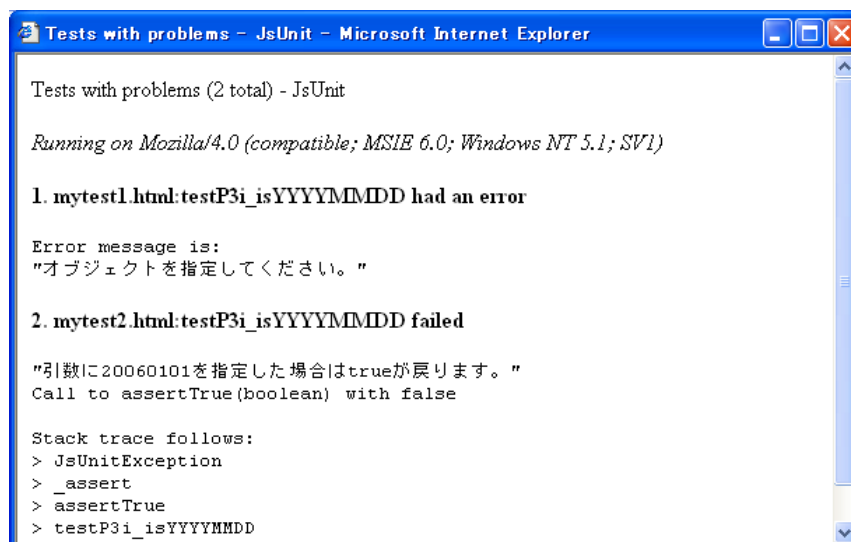 Tests with problems - JsUnit - Microsoft Internet Explorer
Tests with problems (2 total) - JsUnit
Running on Mozilla/4.0 (compatible; MSIE 6.0; Windows NT 5.1; SV1)
1. mytest1.html:testP3i_isYYYYMMDD had an error
Error message is:
"オブジェクトを指定してください。"
2. mytest2.html:testP3i_isYYYYMMDD failed
"引数に20060101を指定した場合はtrueが戻ります。"
Call to assertTrue(boolean) with false
Stack trace follows:
> JsUnitException
> _assert
> assertTrue
> testP3i_isYYYYMMDD